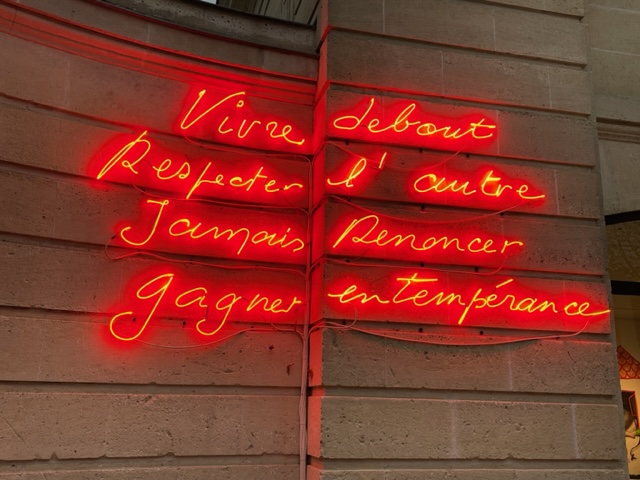 Vivre debout
Respecter l'autre
Jamais Renoncer
gagner en tempérance